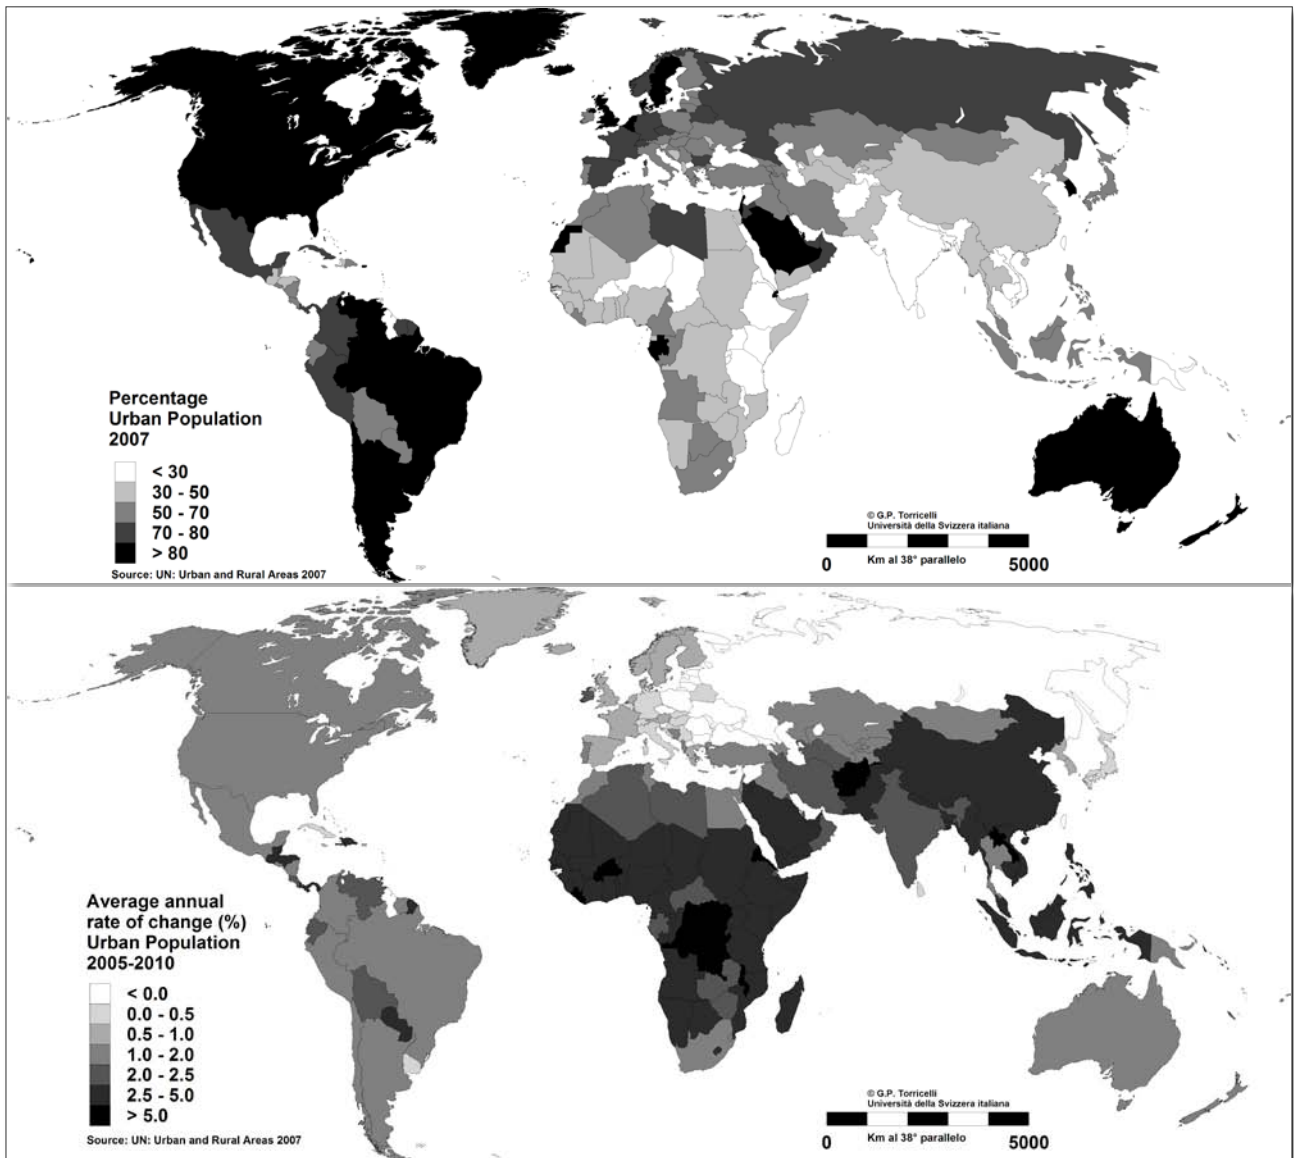 Percentage
Urban Population
2007
< 30
30 - 50
50 - 70
70 - 80
> 80
Source: UN: Urban and Rural Areas 2007
© G.P. Torricelli
Università della Svizzera italiana
Km al 38° parallelo
0 5000
Average annual
rate of change (%)
Urban Population
2005-2010
< 0.0
0.0 - 0.5
0.5 - 1.0
1.0 - 2.0
2.0 - 2.5
2.5 - 5.0
> 5.0
Source: UN: Urban and Rural Areas 2007
© G.P. Torricelli
Università della Svizzera italiana
Km al 38° parallelo
0 5000